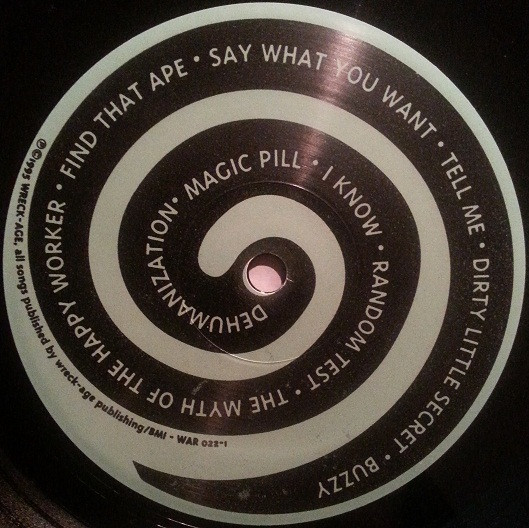 DEHUMANIZATION • MAGIC PILL • I KNOW • RANDOM TEST • THE MYTH OF THE HAPPY WORKER • FIND THAT APE • SAY WHAT YOU WANT • TELL ME • DIRTY LITTLE SECRET • BUZZY
℗©1995 WRECK-AGE, all songs published by wreck-age publishing/BMI - WAR 022-1